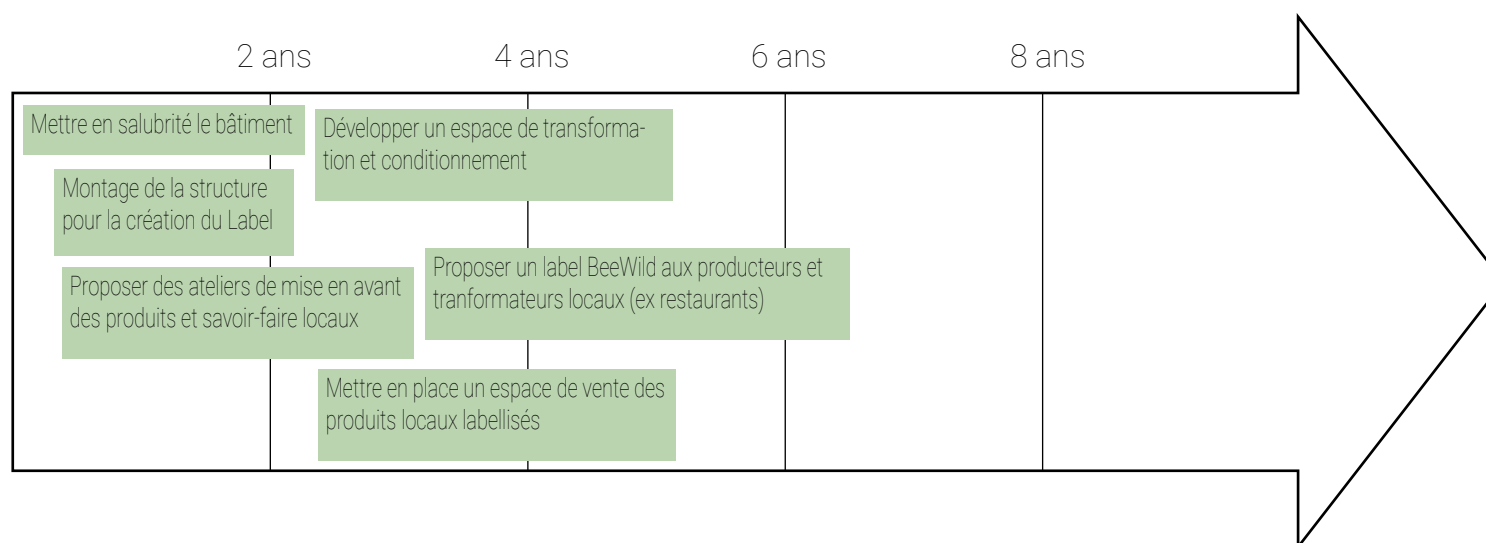 2 ans
4 ans
6 ans
8 ans
Mettre en salubrité le bâtiment
Développer un espace de transforma-
tion et conditionnement
Montage de la structure
pour la création du Label
Proposer un label BeeWild aux producteurs et
tranformateurs locaux (ex restaurants)
Proposer des ateliers de mise en avant
des produits et savoir-faire locaux
Mettre en place un espace de vente des
produits locaux labellisés